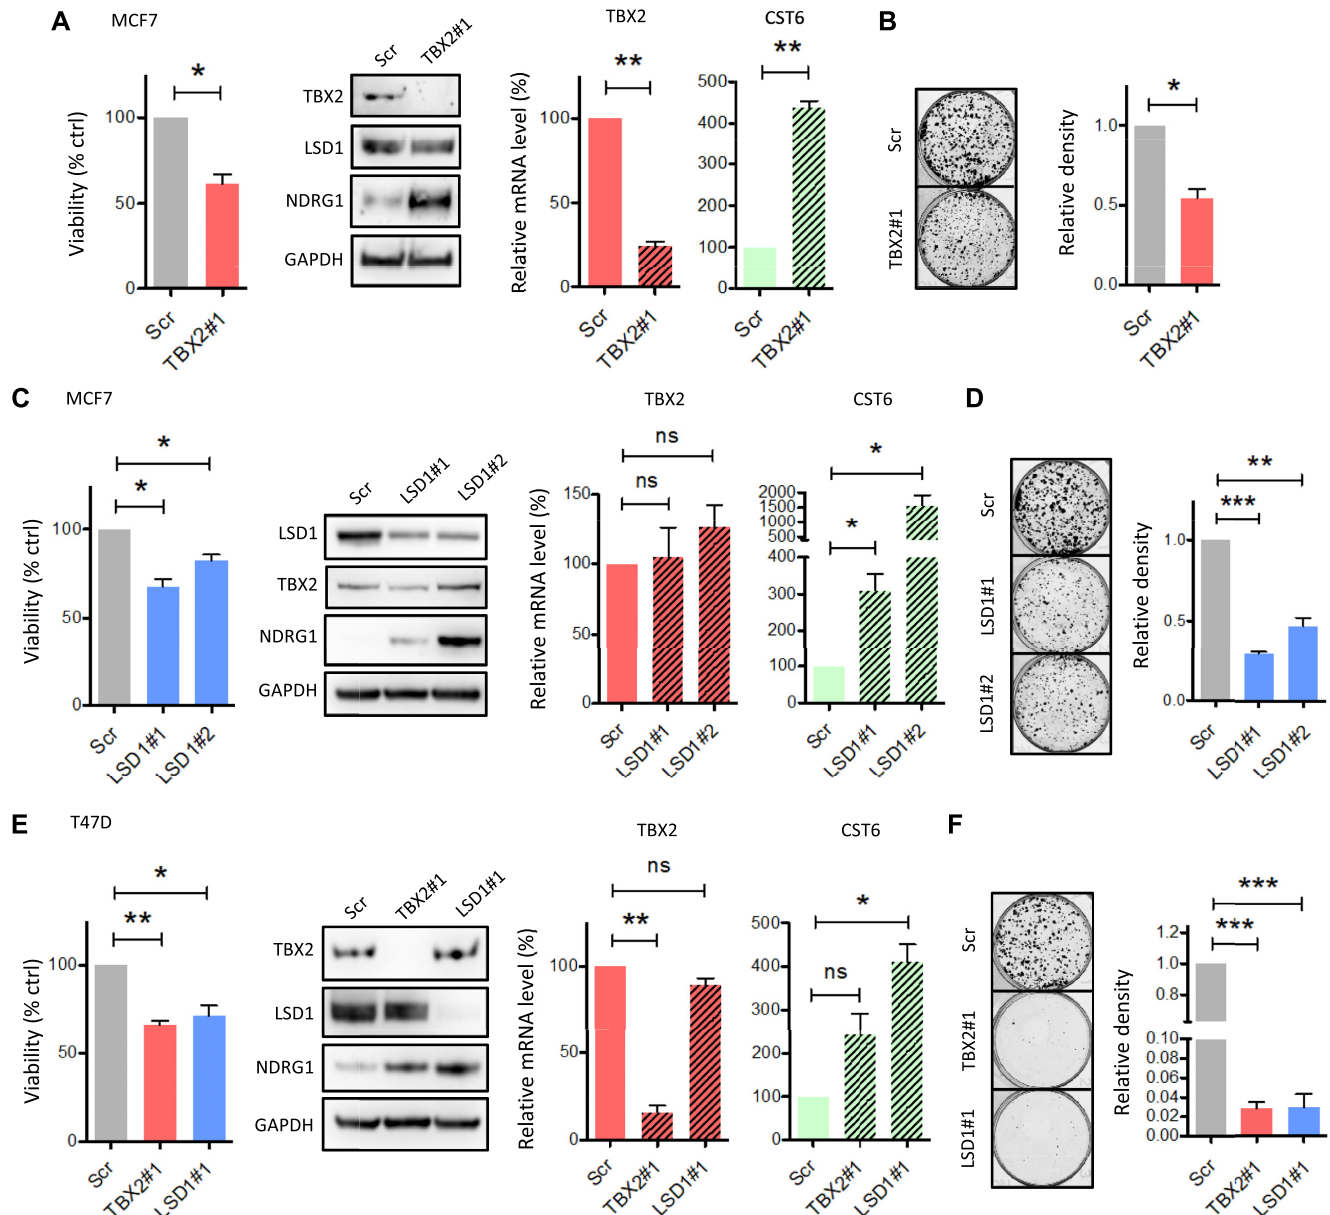 A
MCF7
Viability (% ctrl)
100
50
0
*
Scr
TBX2#1
Scr
TBX2#1
TBX2
LSD1
NDRG1
GAPDH
TBX2
Relative mRNA level (%)
100
50
0
**
Scr
TBX2#1
CST6
500
400
300
200
100
0
**
Scr
TBX2#1
B
Scr
TBX2#1
Relative density
1.0
0.5
0.0
*
Scr
TBX2#1
C
MCF7
Viability (% ctrl)
100
50
0
*
*
Scr
LSD1#1
LSD1#2
Scr
LSD1#1
LSD1#2
LSD1
TBX2
NDRG1
GAPDH
TBX2
Relative mRNA level (%)
150
100
50
0
ns
ns
Scr
LSD1#1
LSD1#2
CST6
2000
1500
1000
500
400
300
200
100
0
*
*
Scr
LSD1#1
LSD1#2
D
Scr
LSD1#1
LSD1#2
Relative density
1.0
0.5
0.0
**
***
Scr
LSD1#1
LSD1#2
E
T47D
Viability (% ctrl)
100
50
0
*
**
Scr
TBX2#1
LSD1#1
Scr
TBX2#1
LSD1#1
TBX2
LSD1
NDRG1
GAPDH
TBX2
Relative mRNA level (%)
100
50
0
ns
**
Scr
TBX2#1
LSD1#1
CST6
500
400
300
200
100
0
*
ns
Scr
TBX2#1
LSD1#1
F
Scr
TBX2#1
LSD1#1
Relative density
1.2
1.0
0.8
0.10
0.08
0.06
0.04
0.02
0.00
***
***
Scr
TBX2#1
LSD1#1